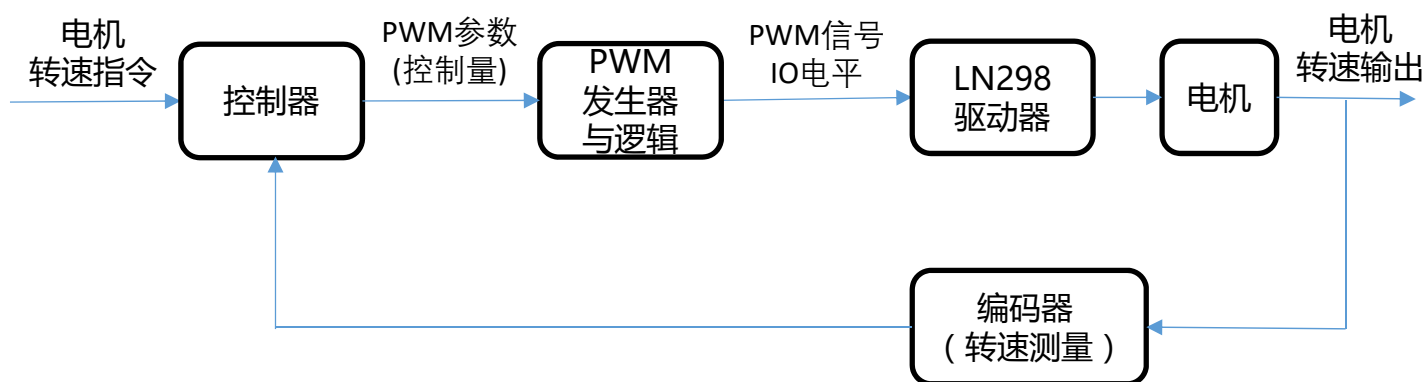 电机
转速指令
控制器
PWM参数
(控制量)
PWM
发生器
与逻辑
PWM信号
IO电平
LN298
驱动器
电机
电机
转速输出
编码器
（转速测量）